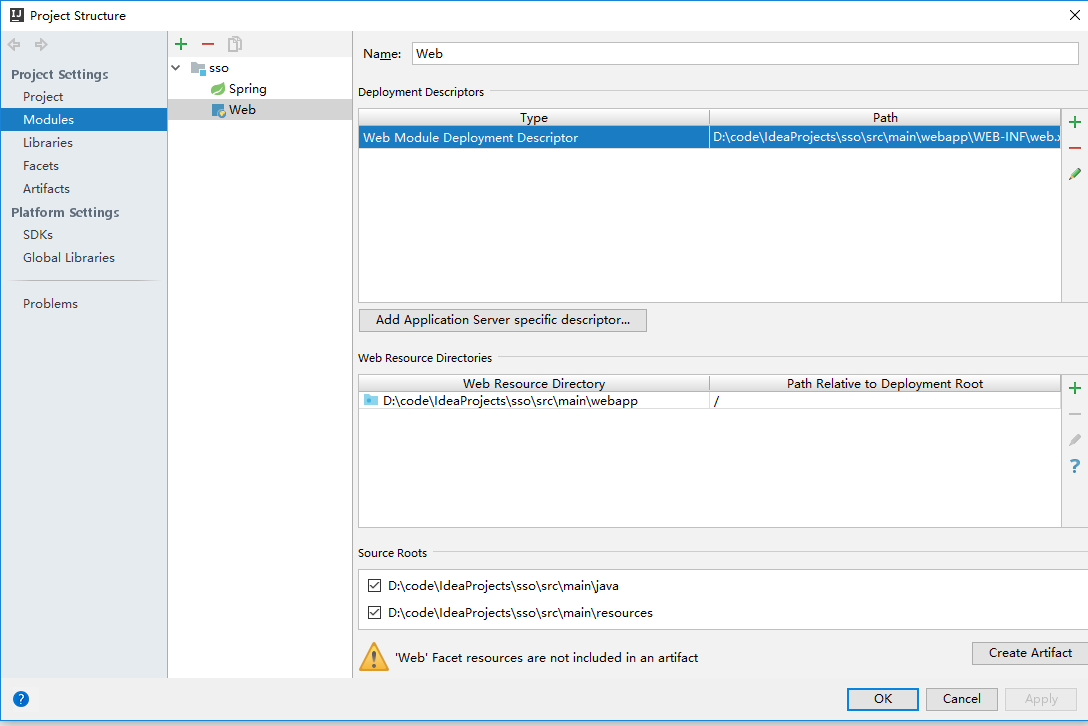 Project Structure
Project Settings
Project
Modules
Libraries
Facets
Artifacts
Platform Settings
SDKs
Global Libraries
Problems
sso
Spring
Web
Name: Web
Deployment Descriptors
Type Path
Web Module Deployment Descriptor D:\code\IdeaProjects\sso\src\main\webapp\WEB-INF\web.x
Add Application Server specific descriptor...
Web Resource Directories
Web Resource Directory Path Relative to Deployment Root
D:\code\IdeaProjects\sso\src\main\webapp /
Source Roots
D:\code\IdeaProjects\sso\src\main\java
D:\code\IdeaProjects\sso\src\main\resources
'Web' Facet resources are not included in an artifact Create Artifact
OK Cancel Apply